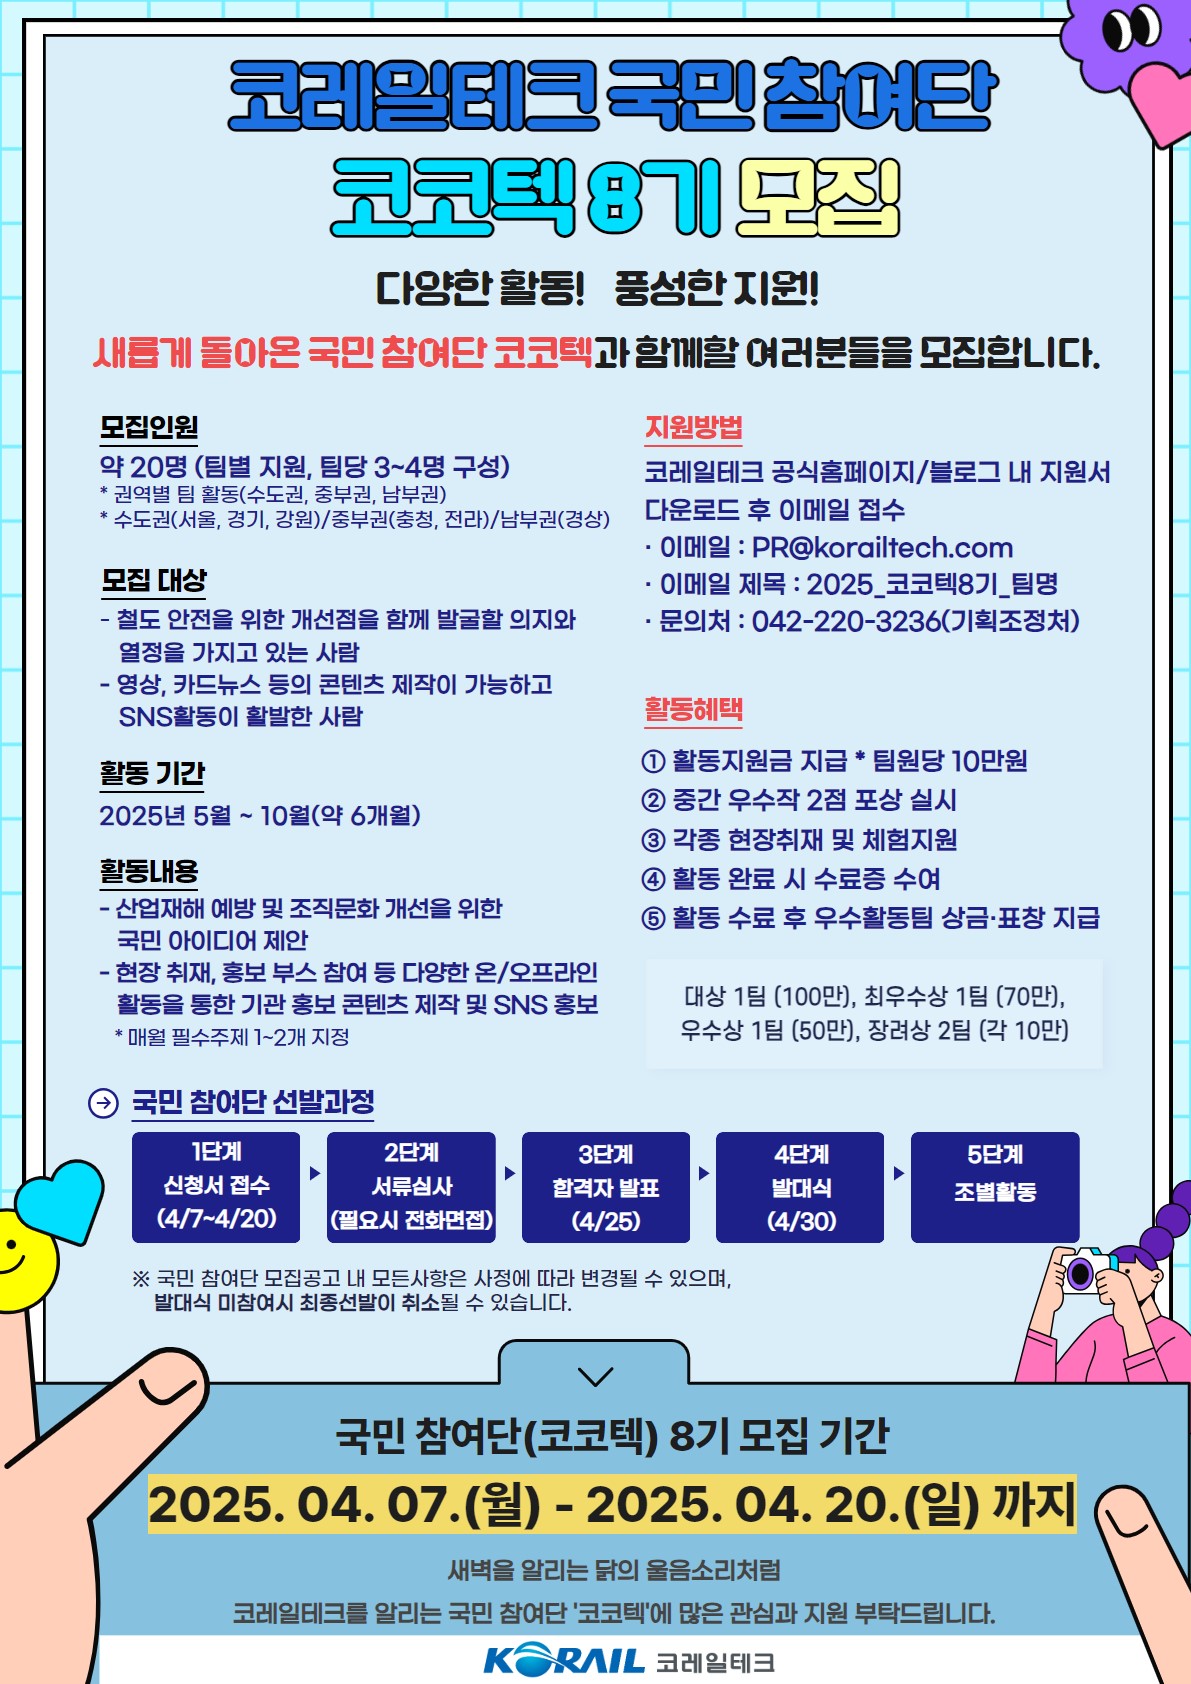 코레일테크 국민 참여단
코코텍 8기 모집
다양한 활동! 풍성한 지원!
새롭게 돌아온 국민 참여단 코코텍과 함께할 여러분들을 모집합니다.
모집인원
약 20명 (팀별 지원, 팀당 3~4명 구성)
* 권역별 팀 활동(수도권, 중부권, 남부권)
* 수도권(서울, 경기, 강원)/중부권(충청, 전라)/남부권(경상)
모집 대상
- 철도 안전을 위한 개선점을 함께 발굴할 의지와
열정을 가지고 있는 사람
- 영상, 카드뉴스 등의 콘텐츠 제작이 가능하고
SNS활동이 활발한 사람
활동 기간
2025년 5월 ~ 10월(약 6개월)
활동내용
- 산업재해 예방 및 조직문화 개선을 위한
국민 아이디어 제안
- 현장 취재, 홍보 부스 참여 등 다양한 온/오프라인
활동을 통한 기관 홍보 콘텐츠 제작 및 SNS 홍보
* 매월 필수주제 1~2개 지정
지원방법
코레일테크 공식홈페이지/블로그 내 지원서
다운로드 후 이메일 접수
· 이메일 : PR@korailtech.com
· 이메일 제목 : 2025_코코텍8기_팀명
· 문의처 : 042-220-3236(기획조정처)
활동혜택
① 활동지원금 지급 * 팀원당 10만원
② 중간 우수작 2점 포상 실시
③ 각종 현장취재 및 체험지원
④ 활동 완료 시 수료증 수여
⑤ 활동 수료 후 우수활동팀 상금·표창 지급
대상 1팀 (100만), 최우수상 1팀 (70만),
우수상 1팀 (50만), 장려상 2팀 (각 10만)
국민 참여단 선발과정
1단계
신청서 접수
(4/7~4/20)
2단계
서류심사
(필요시 전화면접)
3단계
합격자 발표
(4/25)
4단계
발대식
(4/30)
5단계
조별활동
※ 국민 참여단 모집공고 내 모든사항은 사정에 따라 변경될 수 있으며,
발대식 미참여시 최종선발이 취소될 수 있습니다.
국민 참여단(코코텍) 8기 모집 기간
2025. 04. 07.(월) - 2025. 04. 20.(일) 까지
새벽을 알리는 닭의 울음소리처럼
코레일테크를 알리는 국민 참여단 '코코텍'에 많은 관심과 지원 부탁드립니다.
KORAIL 코레일테크